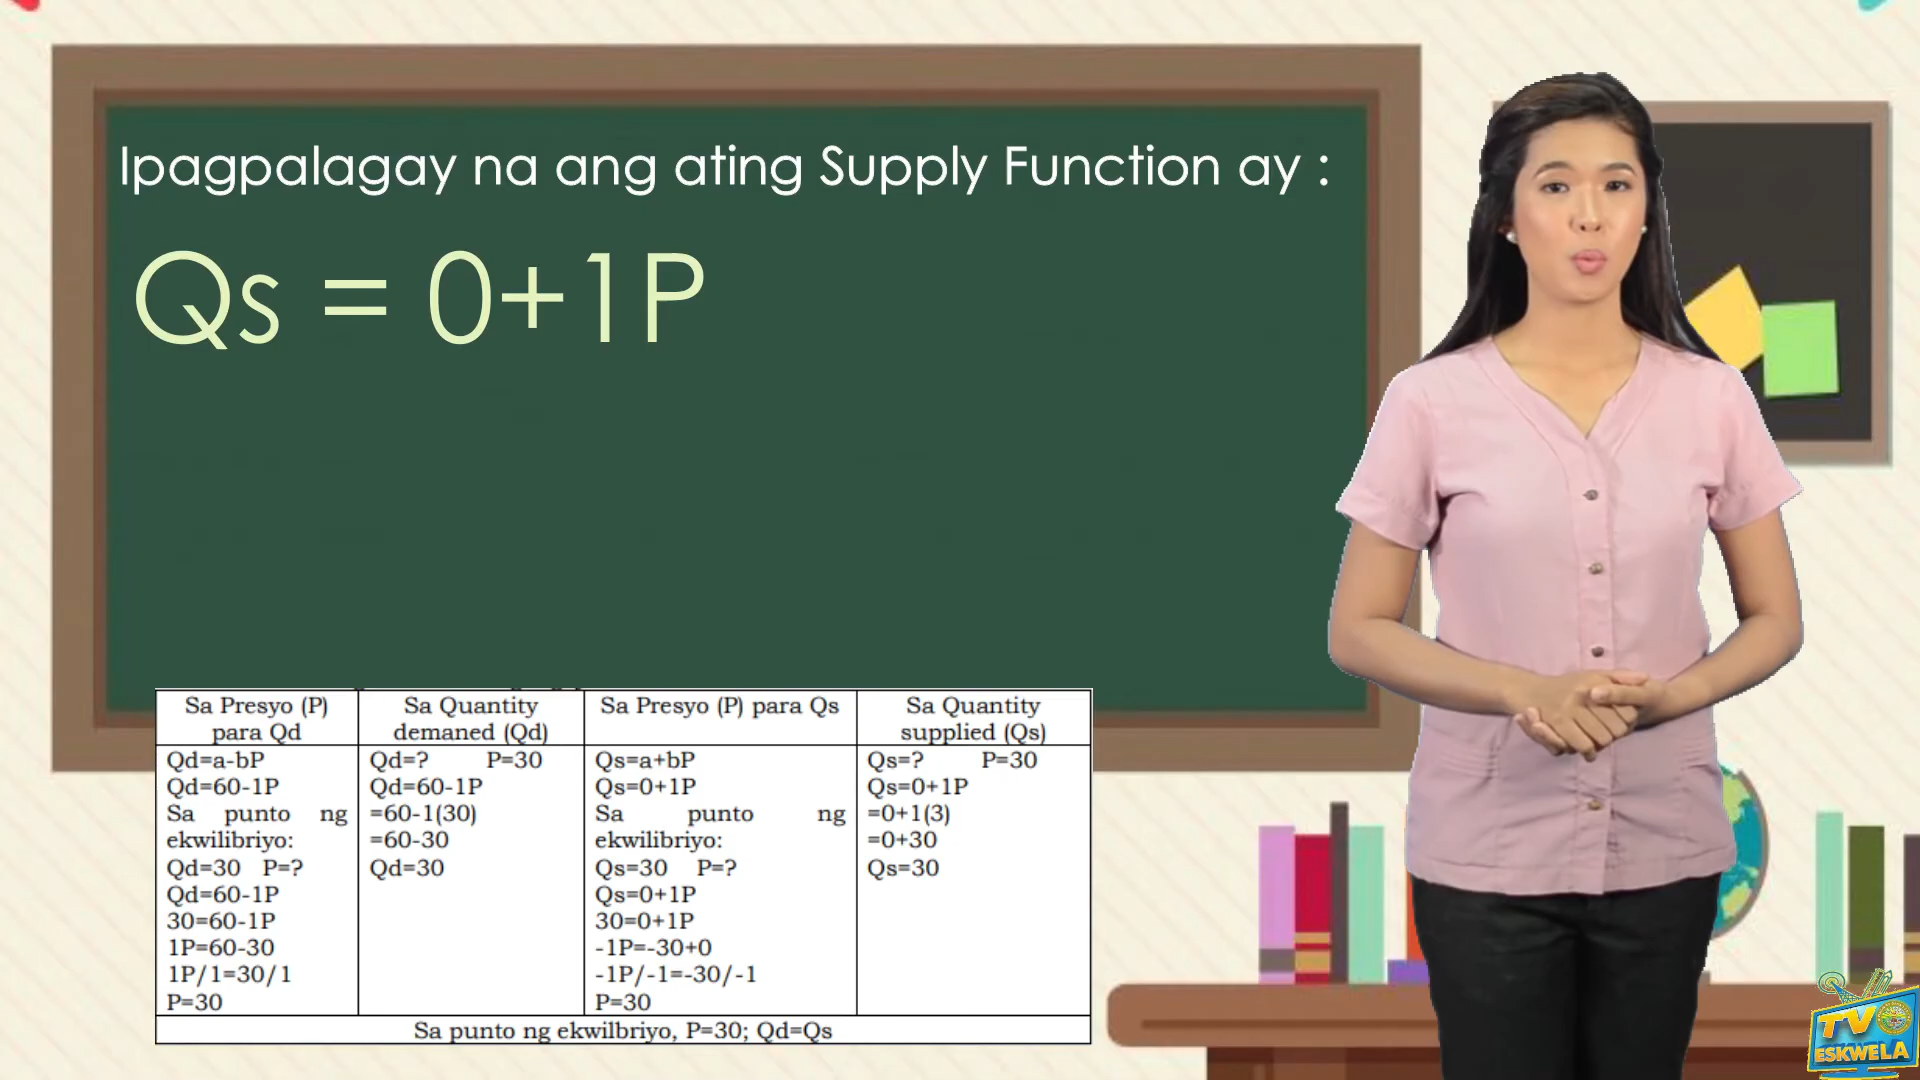 Ipagpalagay na ang ating Supply Function ay :
Qs = 0+1P
Sa Presyo (P)
para Qd
Sa Quantity
demaned (Qd)
Sa Presyo (P) para Qs
Sa Quantity
supplied (Qs)
Qd=a-bP
Qd=60-1P
Sa punto ng
ekwilibriyo:
Qd=30 P=?
Qd=60-1P
30=60-1P
1P=60-30
1P/1=30/1
P=30
Qd=? P=30
Qd=60-1P
=60-1(30)
=60-30
Qd=30
Qs=a+bP
Qs=0+1P
Sa punto ng
ekwilibriyo:
Qs=30 P=?
Qs=0+1P
30=0+1P
-1P=-30+0
-1P/-1=-30/-1
P=30
Qs=? P=30
Qs=0+1P
=0+1(3)
=0+30
Qs=30
Sa punto ng ekwilbriyo, P=30; Qd=Qs
TV
ESKWELA